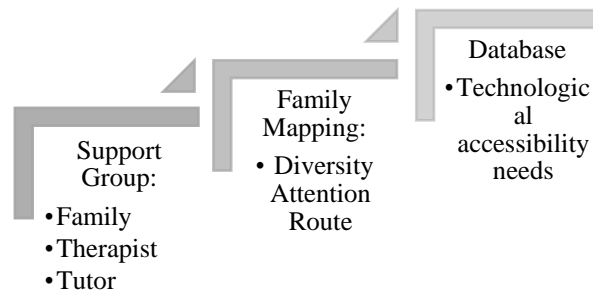 Support
Group:
•Family
•Therapist
•Tutor
Family
Mapping:
• Diversity
Attention
Route
Database
•Technologic
al
accessibility
needs